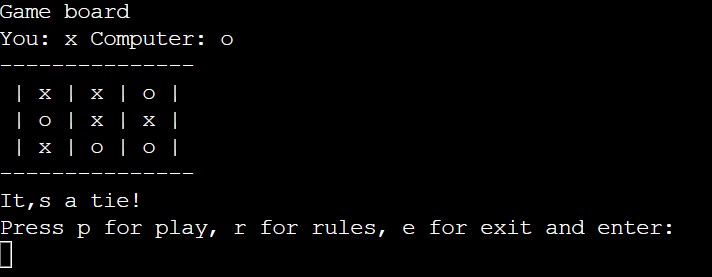 Game board
You: x Computer: o
---------------
| x | x | o |
| o | x | x |
| x | o | o |
---------------
It,s a tie!
Press p for play, r for rules, e for exit and enter: